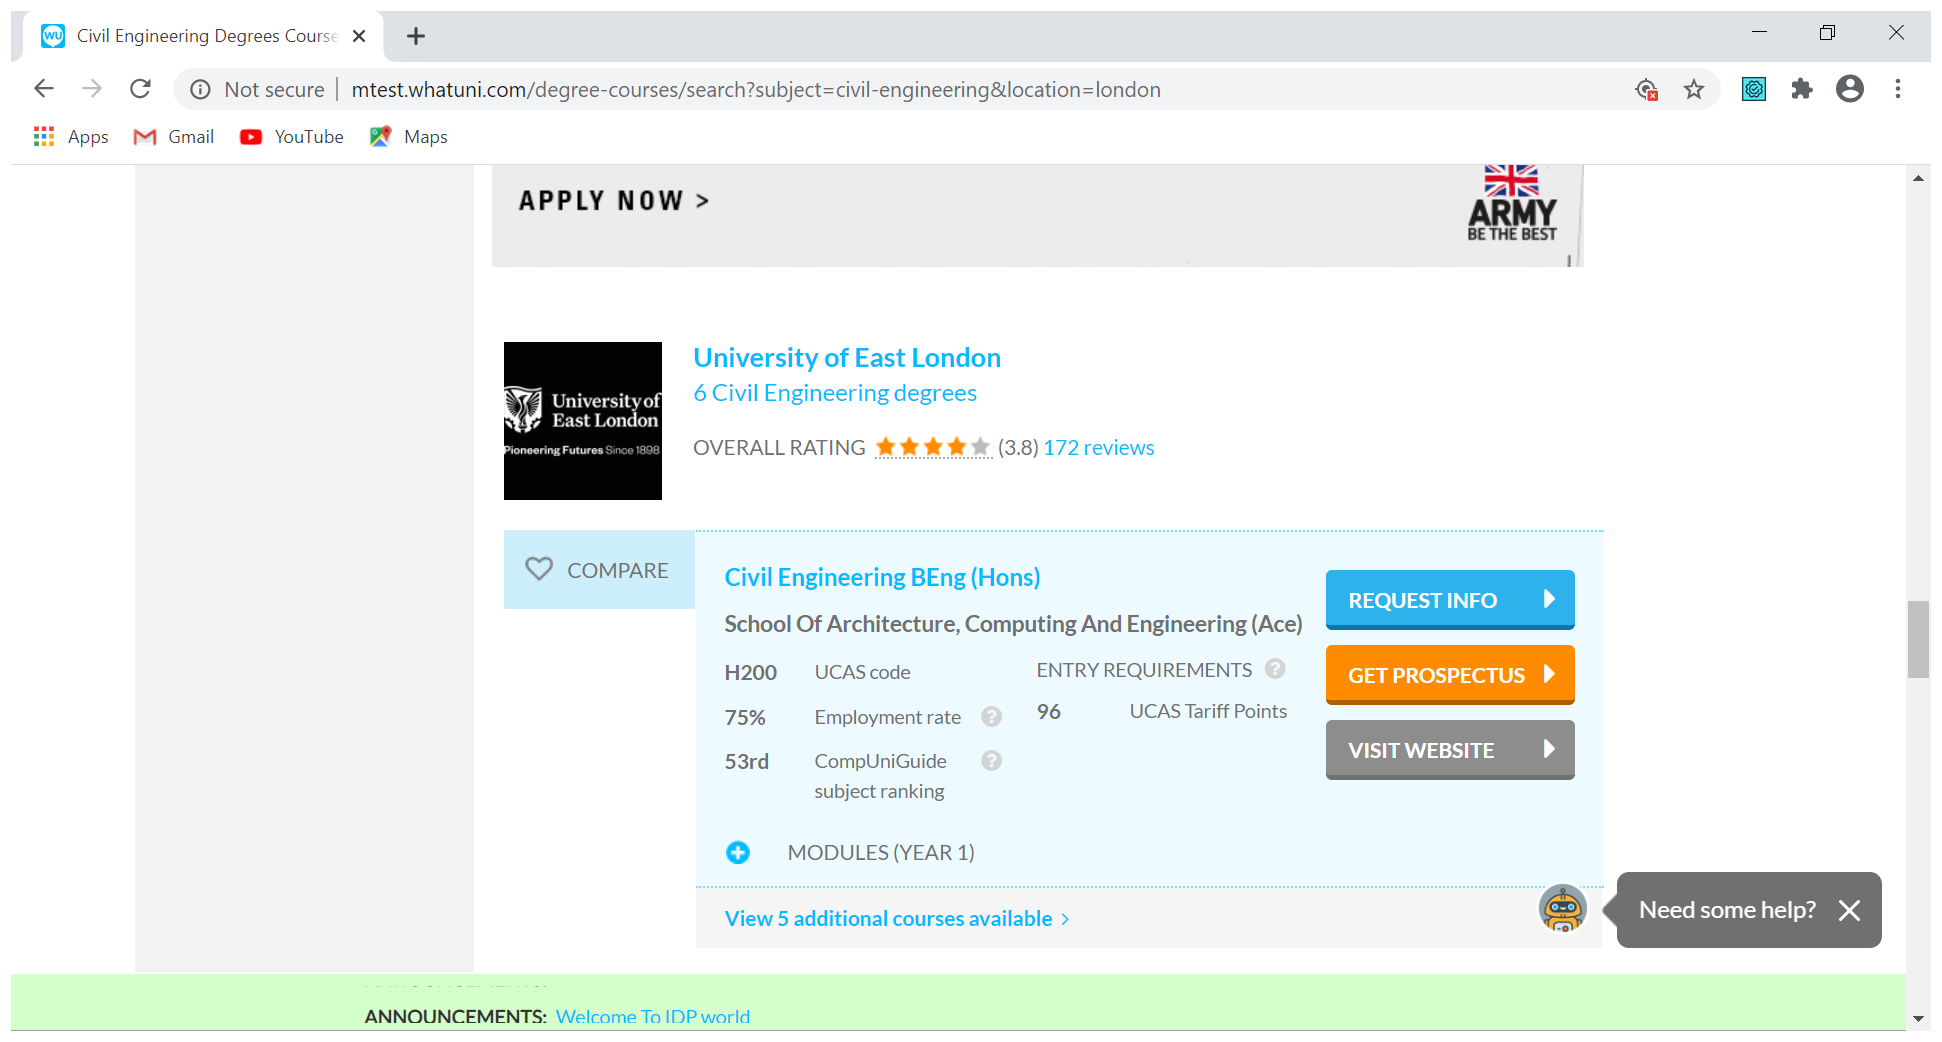 WU
Civil Engineering Degrees Course
Not secure
mtest.whatuni.com/degree-courses/search?subject=civil-engineering&location=london
Apps
Gmail
YouTube
Maps
APPLY NOW >
ARMY
BE THE BEST
University of East London
6 Civil Engineering degrees
University of
East London
Pioneering Futures Since 1898
OVERALL RATING (3.8) 172 reviews
COMPARE
Civil Engineering BEng (Hons)
School Of Architecture, Computing And Engineering (Ace)
H200 UCAS code
75% Employment rate ?
53rd CompUniGuide ?
subject ranking
ENTRY REQUIREMENTS ?
96 UCAS Tariff Points
REQUEST INFO
GET PROSPECTUS
VISIT WEBSITE
MODULES (YEAR 1)
View 5 additional courses available >
Need some help?
ANNOUNCEMENTS: Welcome To IDP world